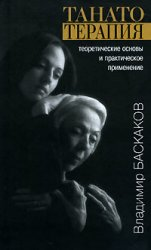 ТАНАТО
ТЕРАПИЯ
теоретические основы
и практическое
применение
Владимир БАСКАКОВ